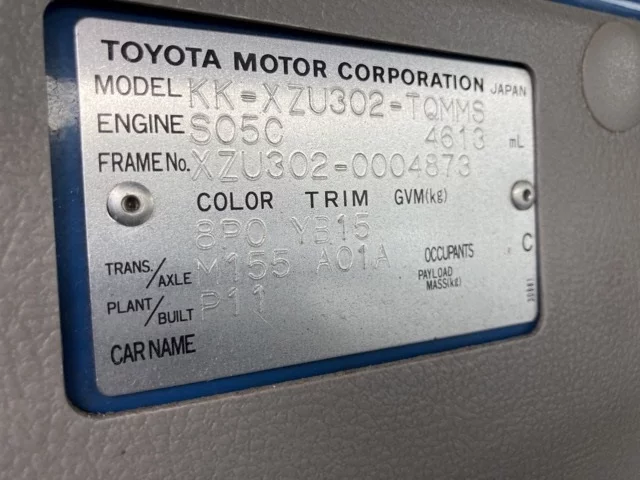 TOYOTA MOTOR CORPORATION JAPAN
MODEL KK-XZU302-TQMMS
ENGINE S05C 4613 mL
FRAME No. XZU302-0004873
COLOR TRIM GVM(kg)
8P0 YB15
TRANS./AXLE M155 A01A OCCUPANTS C
PAYLOAD MASS(kg)
PLANT/BUILT P11
CAR NAME